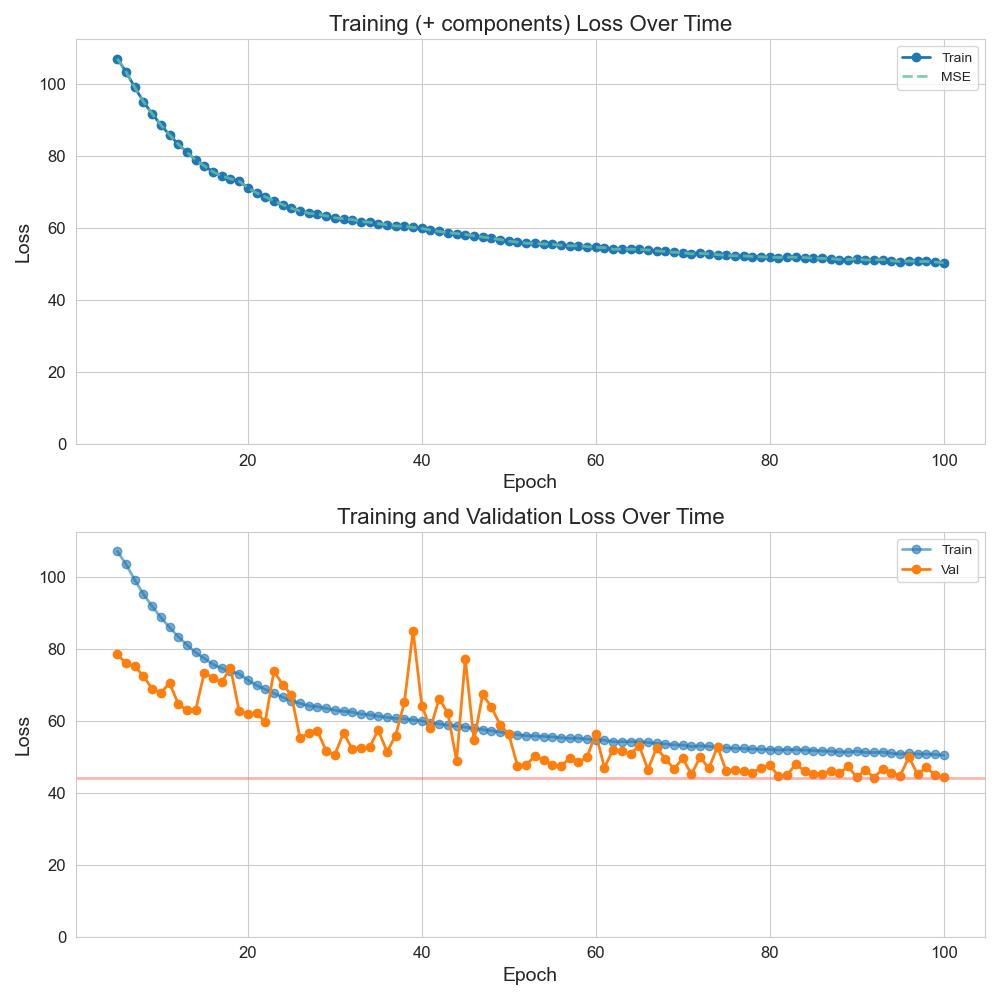 Training (+ components) Loss Over Time
Train
MSE
100
80
60
40
20
0
Loss
20 40 60 80 100
Epoch
Training and Validation Loss Over Time
Train
Val
100
80
60
40
20
0
Loss
20 40 60 80 100
Epoch